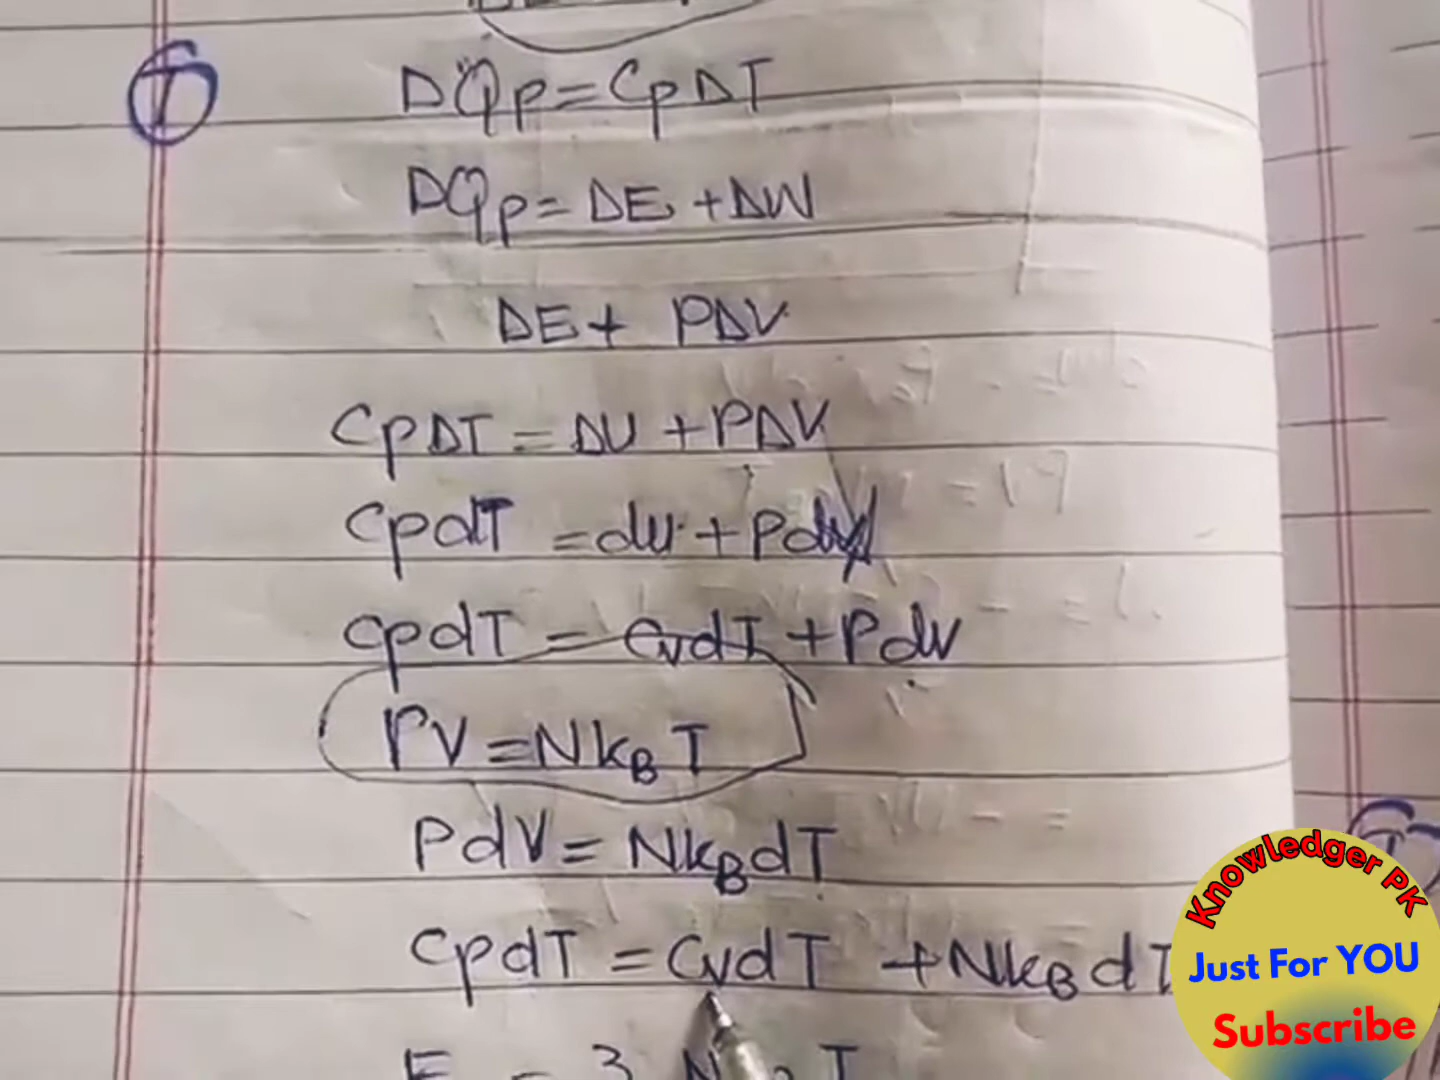 I
ΔQp = CpΔT
ΔQp = ΔE + ΔW
ΔE + PΔV
CpΔT = ΔU + PΔV
CpdT = du + Pdv
CpdT = CvdT + Pdv
PV = NkBT
PdV = NkBdT
CpdT = CvdT + NkBdT
Knowledger PK
Just For YOU
Subscribe